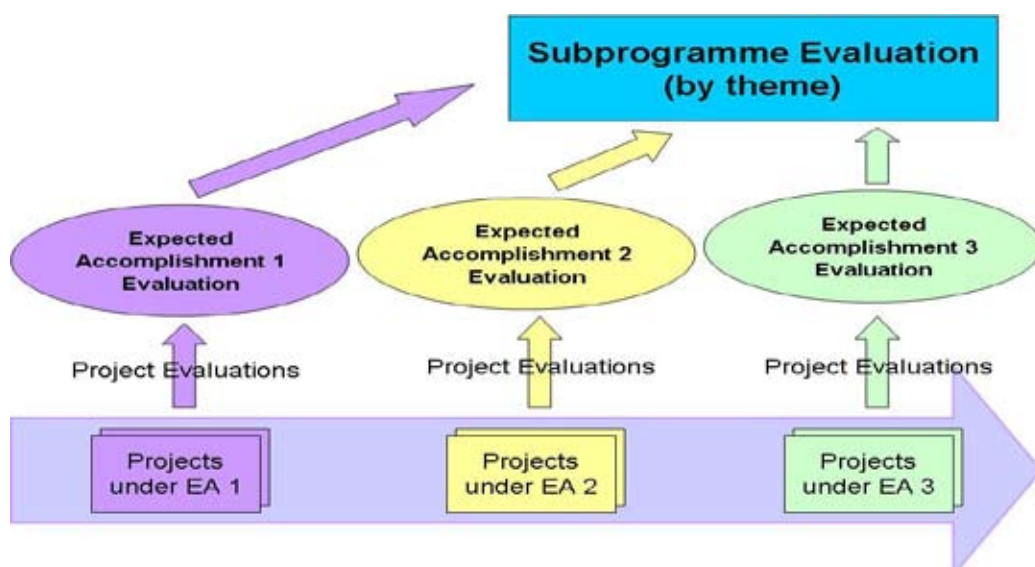 Subprogramme Evaluation
(by theme)
Expected
Accomplishment 1
Evaluation
Expected
Accomplishment 2
Evaluation
Expected
Accomplishment 3
Evaluation
Project Evaluations
Project Evaluations
Project Evaluations
Projects
under EA 1
Projects
under EA 2
Projects
under EA 3